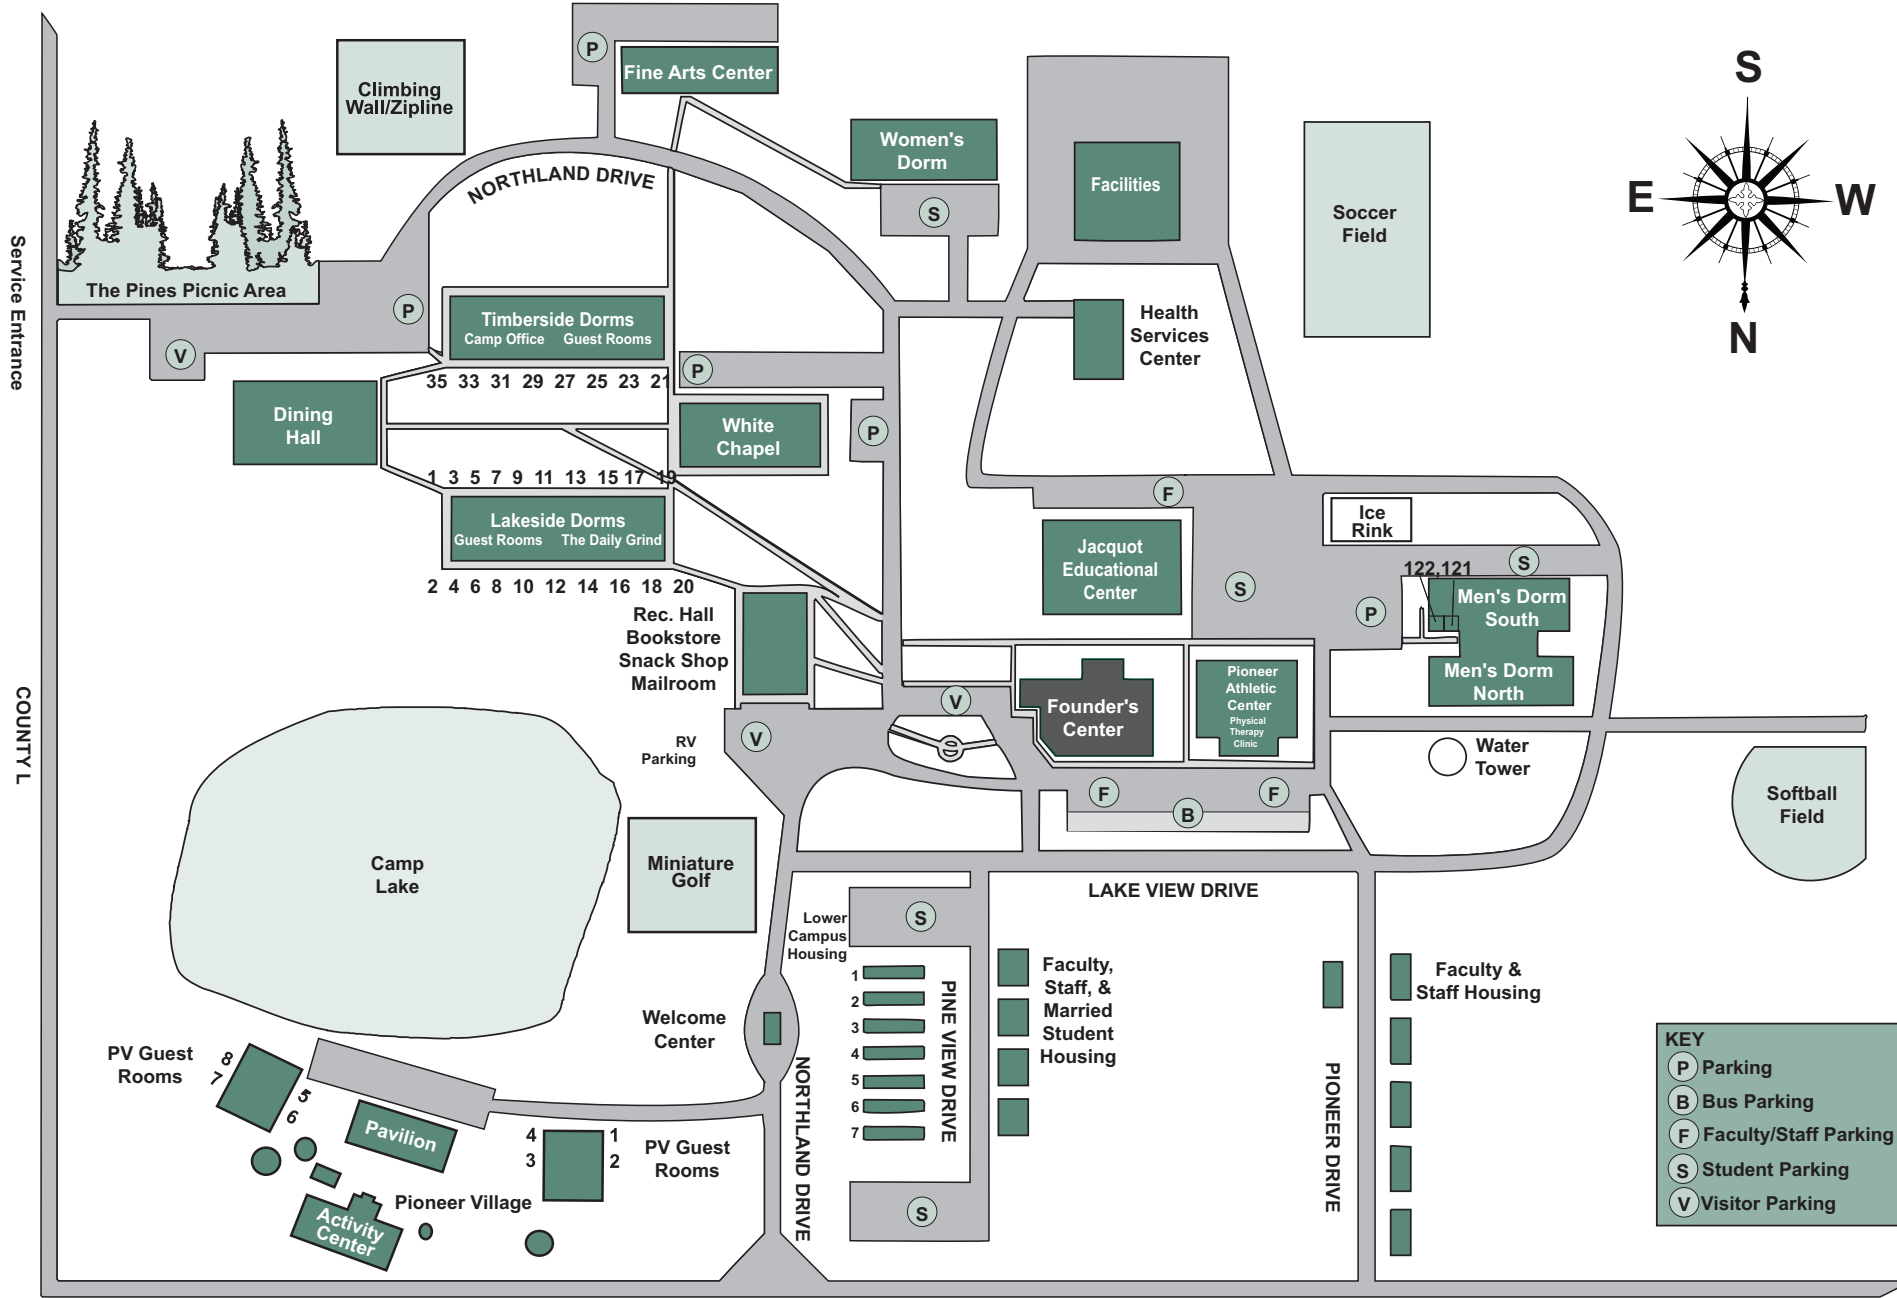 P
Fine Arts Center
Climbing
Wall/Zipline
NORTHLAND DRIVE
Women's
Dorm
S
Facilities
Soccer
Field
S
E
W
N
Service Entrance
The Pines Picnic Area
P
V
Timberside Dorms
Camp Office Guest Rooms
35 33 31 29 27 25 23 21
P
Health
Services
Center
Dining
Hall
White
Chapel
P
1 3 5 7 9 11 13 15 17 19
Lakeside Dorms
Guest Rooms The Daily Grind
2 4 6 8 10 12 14 16 18 20
F
Ice
Rink
Jacquot
Educational
Center
S
S
P
122,121
Men's Dorm
South
Men's Dorm
North
Rec. Hall
Bookstore
Snack Shop
Mailroom
COUNTY L
V
Founder's
Center
Pioneer
Athletic
Center
Physical
Therapy
Clinic
RV
Parking
V
Water
Tower
Softball
Field
F
F
B
Camp
Lake
Miniature
Golf
LAKE VIEW DRIVE
Lower
Campus
Housing
S
1
2
3
4
5
6
7
PINE VIEW DRIVE
Faculty,
Staff, &
Married
Student
Housing
Faculty &
Staff Housing
Welcome
Center
NORTHLAND DRIVE
PIONEER DRIVE
PV Guest
Rooms
8
7
5
6
Pavilion
4 1
3 2
PV Guest
Rooms
Pioneer Village
Activity
Center
S
KEY
P Parking
B Bus Parking
F Faculty/Staff Parking
S Student Parking
V Visitor Parking